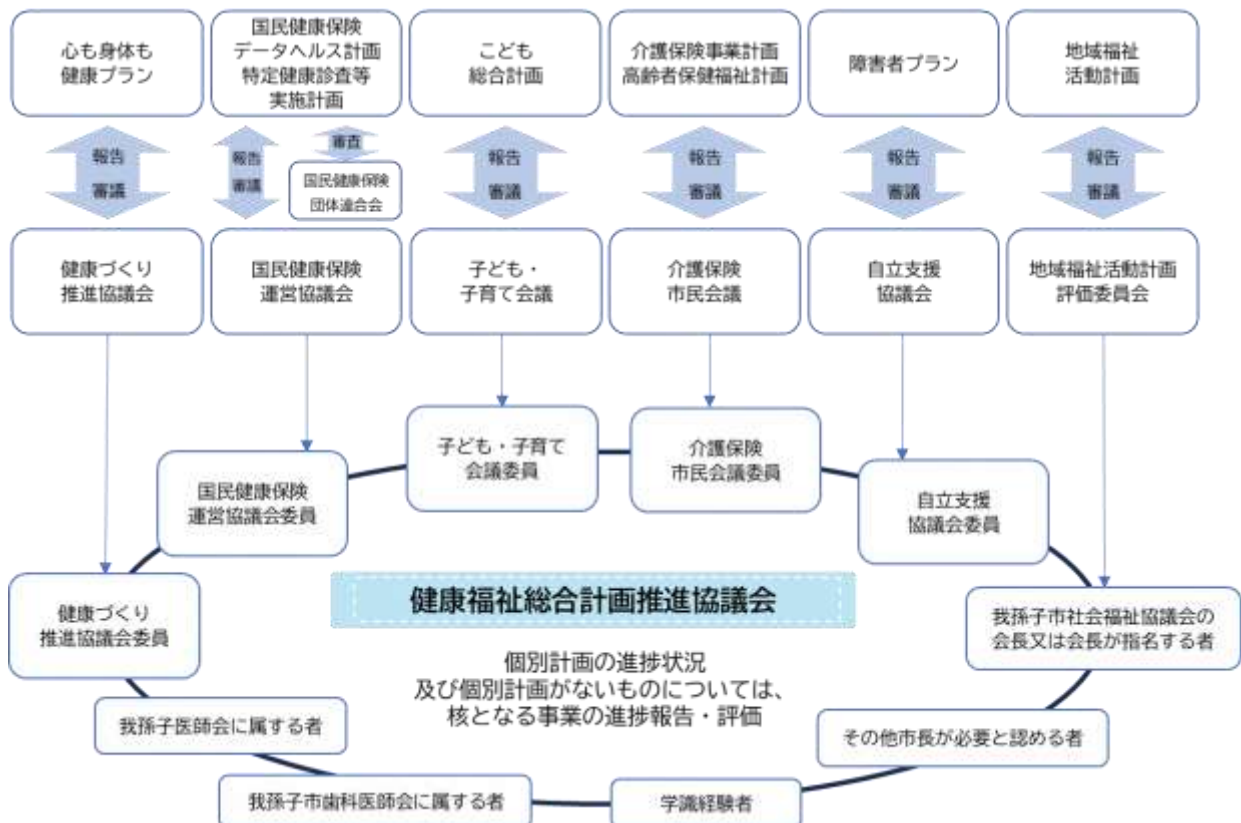 心も身体も
健康プラン
国民健康保険
データヘルス計画
特定健康診査等
実施計画
こども
総合計画
介護保険事業計画
高齢者保健福祉計画
障害者プラン
地域福祉
活動計画
報告
審議
報告
審議
審査
国民健康保険
団体連合会
報告
審議
報告
審議
報告
審議
報告
審議
健康づくり
推進協議会
国民健康保険
運営協議会
子ども・
子育て会議
介護保険
市民会議
自立支援
協議会
地域福祉活動計画
評価委員会
子ども・子育て
会議委員
介護保険
市民会議委員
国民健康保険
運営協議会委員
自立支援
協議会委員
健康づくり
推進協議会委員
健康福祉総合計画推進協議会
我孫子市社会福祉協議会の
会長又は会長が指名する者
個別計画の進捗状況
及び個別計画がないものについては、
核となる事業の進捗報告・評価
我孫子医師会に属する者
その他市長が必要と認める者
我孫子市歯科医師会に属する者
学識経験者